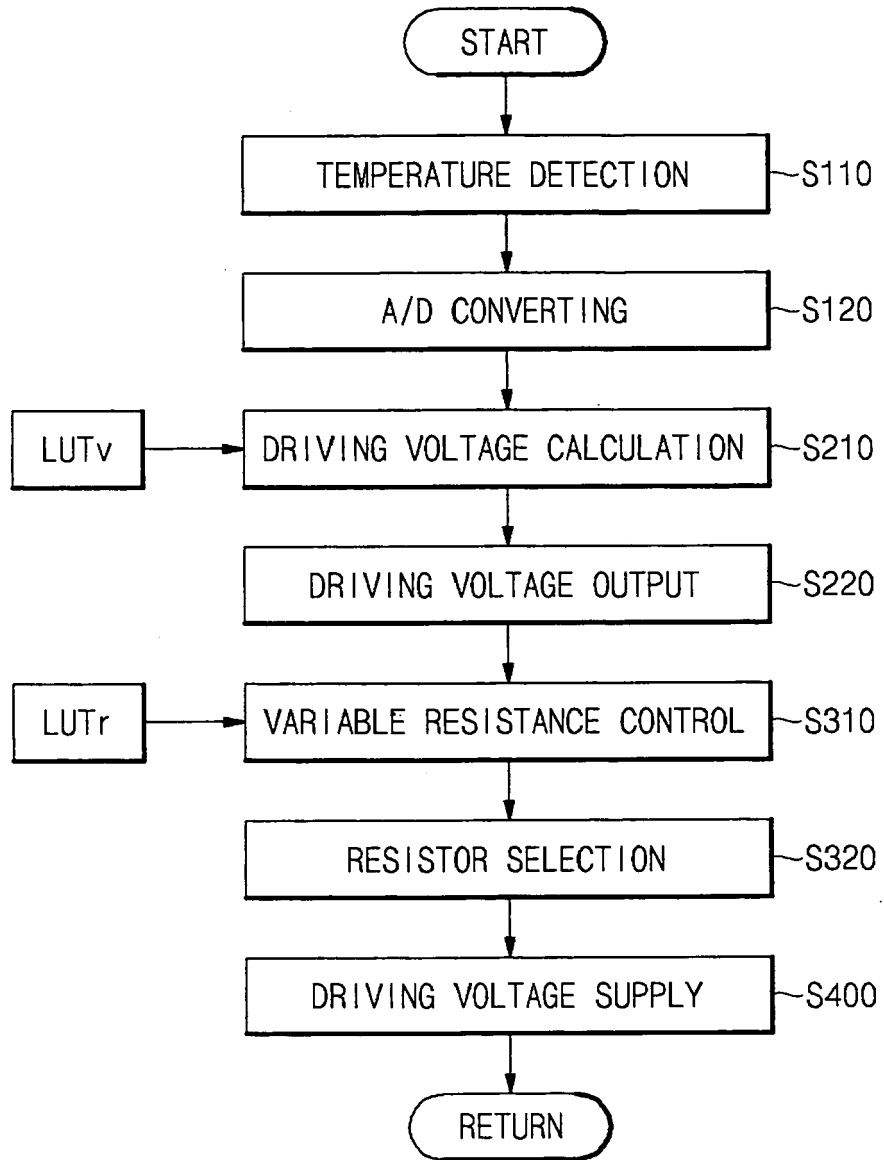 START
TEMPERATURE DETECTION S110
A/D CONVERTING S120
LUTv DRIVING VOLTAGE CALCULATION S210
DRIVING VOLTAGE OUTPUT S220
LUTr VARIABLE RESISTANCE CONTROL S310
RESISTOR SELECTION S320
DRIVING VOLTAGE SUPPLY S400
RETURN